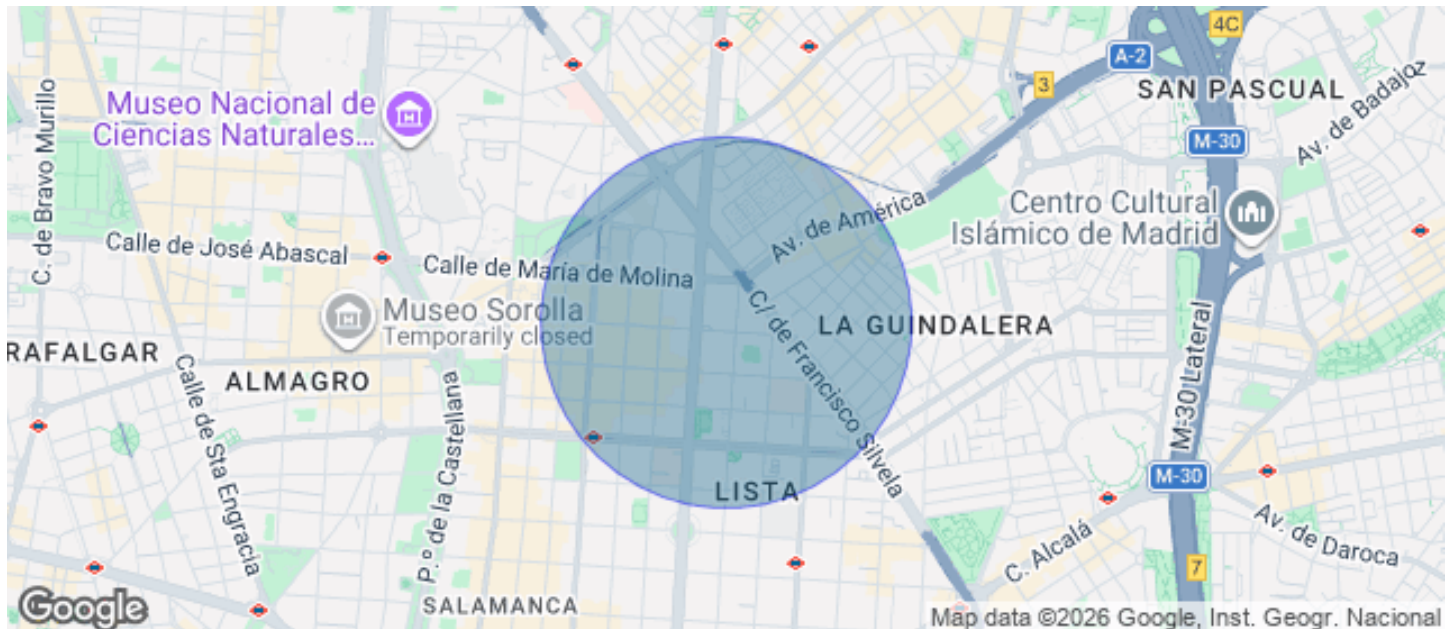 4C
A-2
3
SAN PASCUAL
Av. de Badajoz
M-30
Museo Nacional de
Ciencias Naturales...
C. de Bravo Murillo
Centro Cultural
Islámico de Madrid
Av. de América
Calle de José Abascal
Calle de María de Molina
Museo Sorolla
Temporarily closed
C/ de Francisco Silvela
LA GUINDALERA
RAFALGAR
ALMAGRO
Calle de Sta Engracia
P.º de la Castellana
M-30 Lateral
M-30
LISTA
C. Alcalá
Av. de Daroca
7
SALAMANCA
Google
Map data ©2026 Google, Inst. Geogr. Nacional